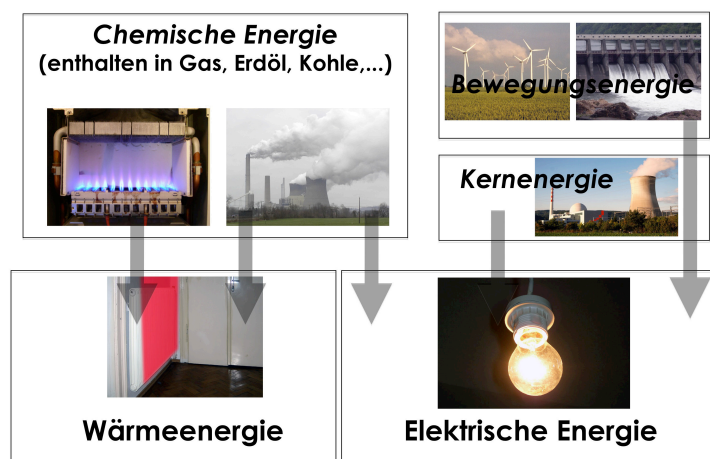 Chemische Energie
(enthalten in Gas, Erdöl, Kohle,...)
Bewegungsenergie
Kernenergie
Wärmeenergie
Elektrische Energie